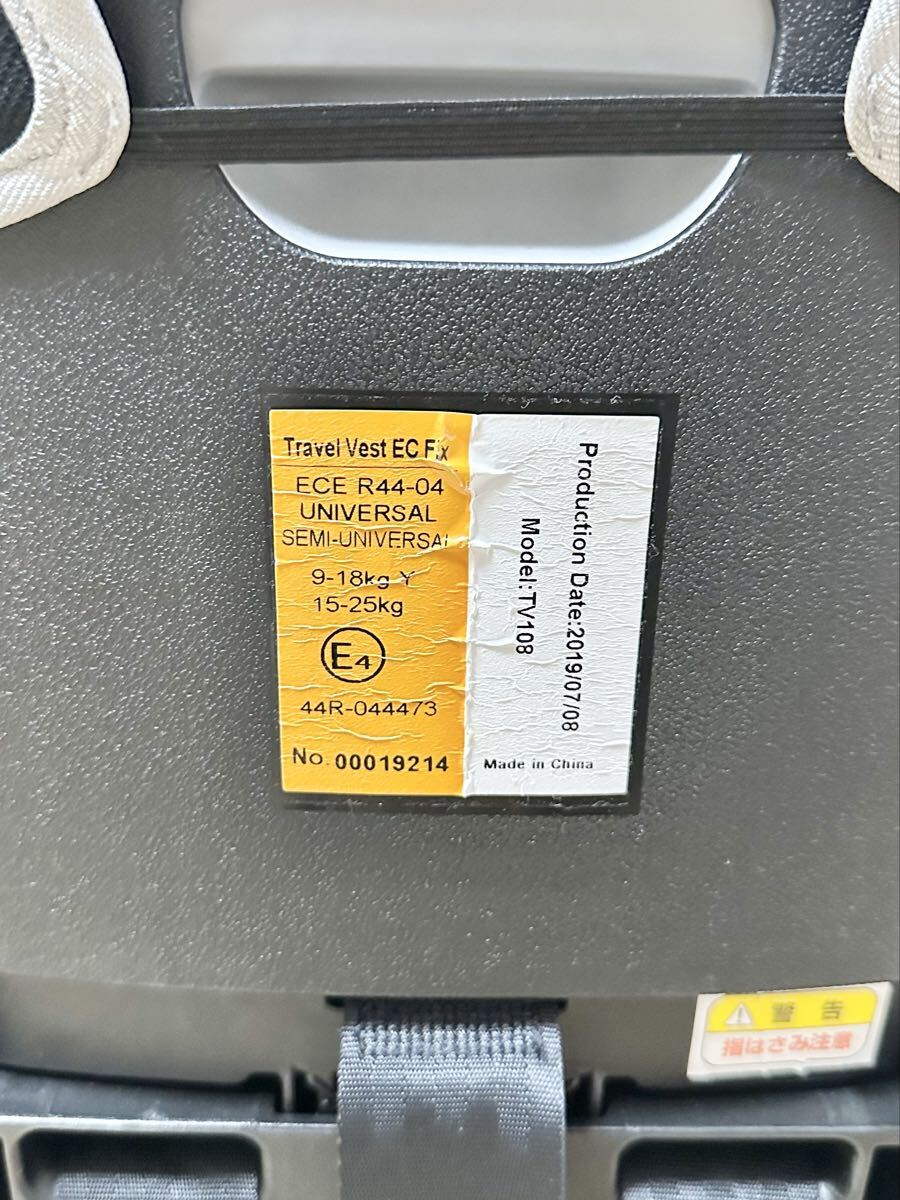 Travel Vest EC Fix
ECE R44-04
UNIVERSAL
SEMI-UNIVERSAL
9-18kg Y
15-25kg
E4
44R-044473
No. 00019214
Production Date:2019/07/08
Model:TV108
Made in China
警告
指はさみ注意